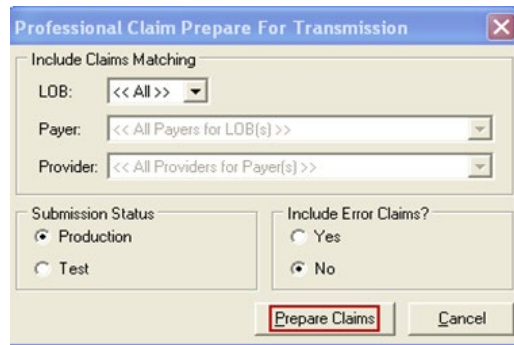 Professional Claim Prepare For Transmission
Include Claims Matching
LOB: << All >>
Payer: << All Payers for LOB(s) >>
Provider: << All Providers for Payer(s) >>
Submission Status
Production
Test
Include Error Claims?
Yes
No
Prepare Claims Cancel